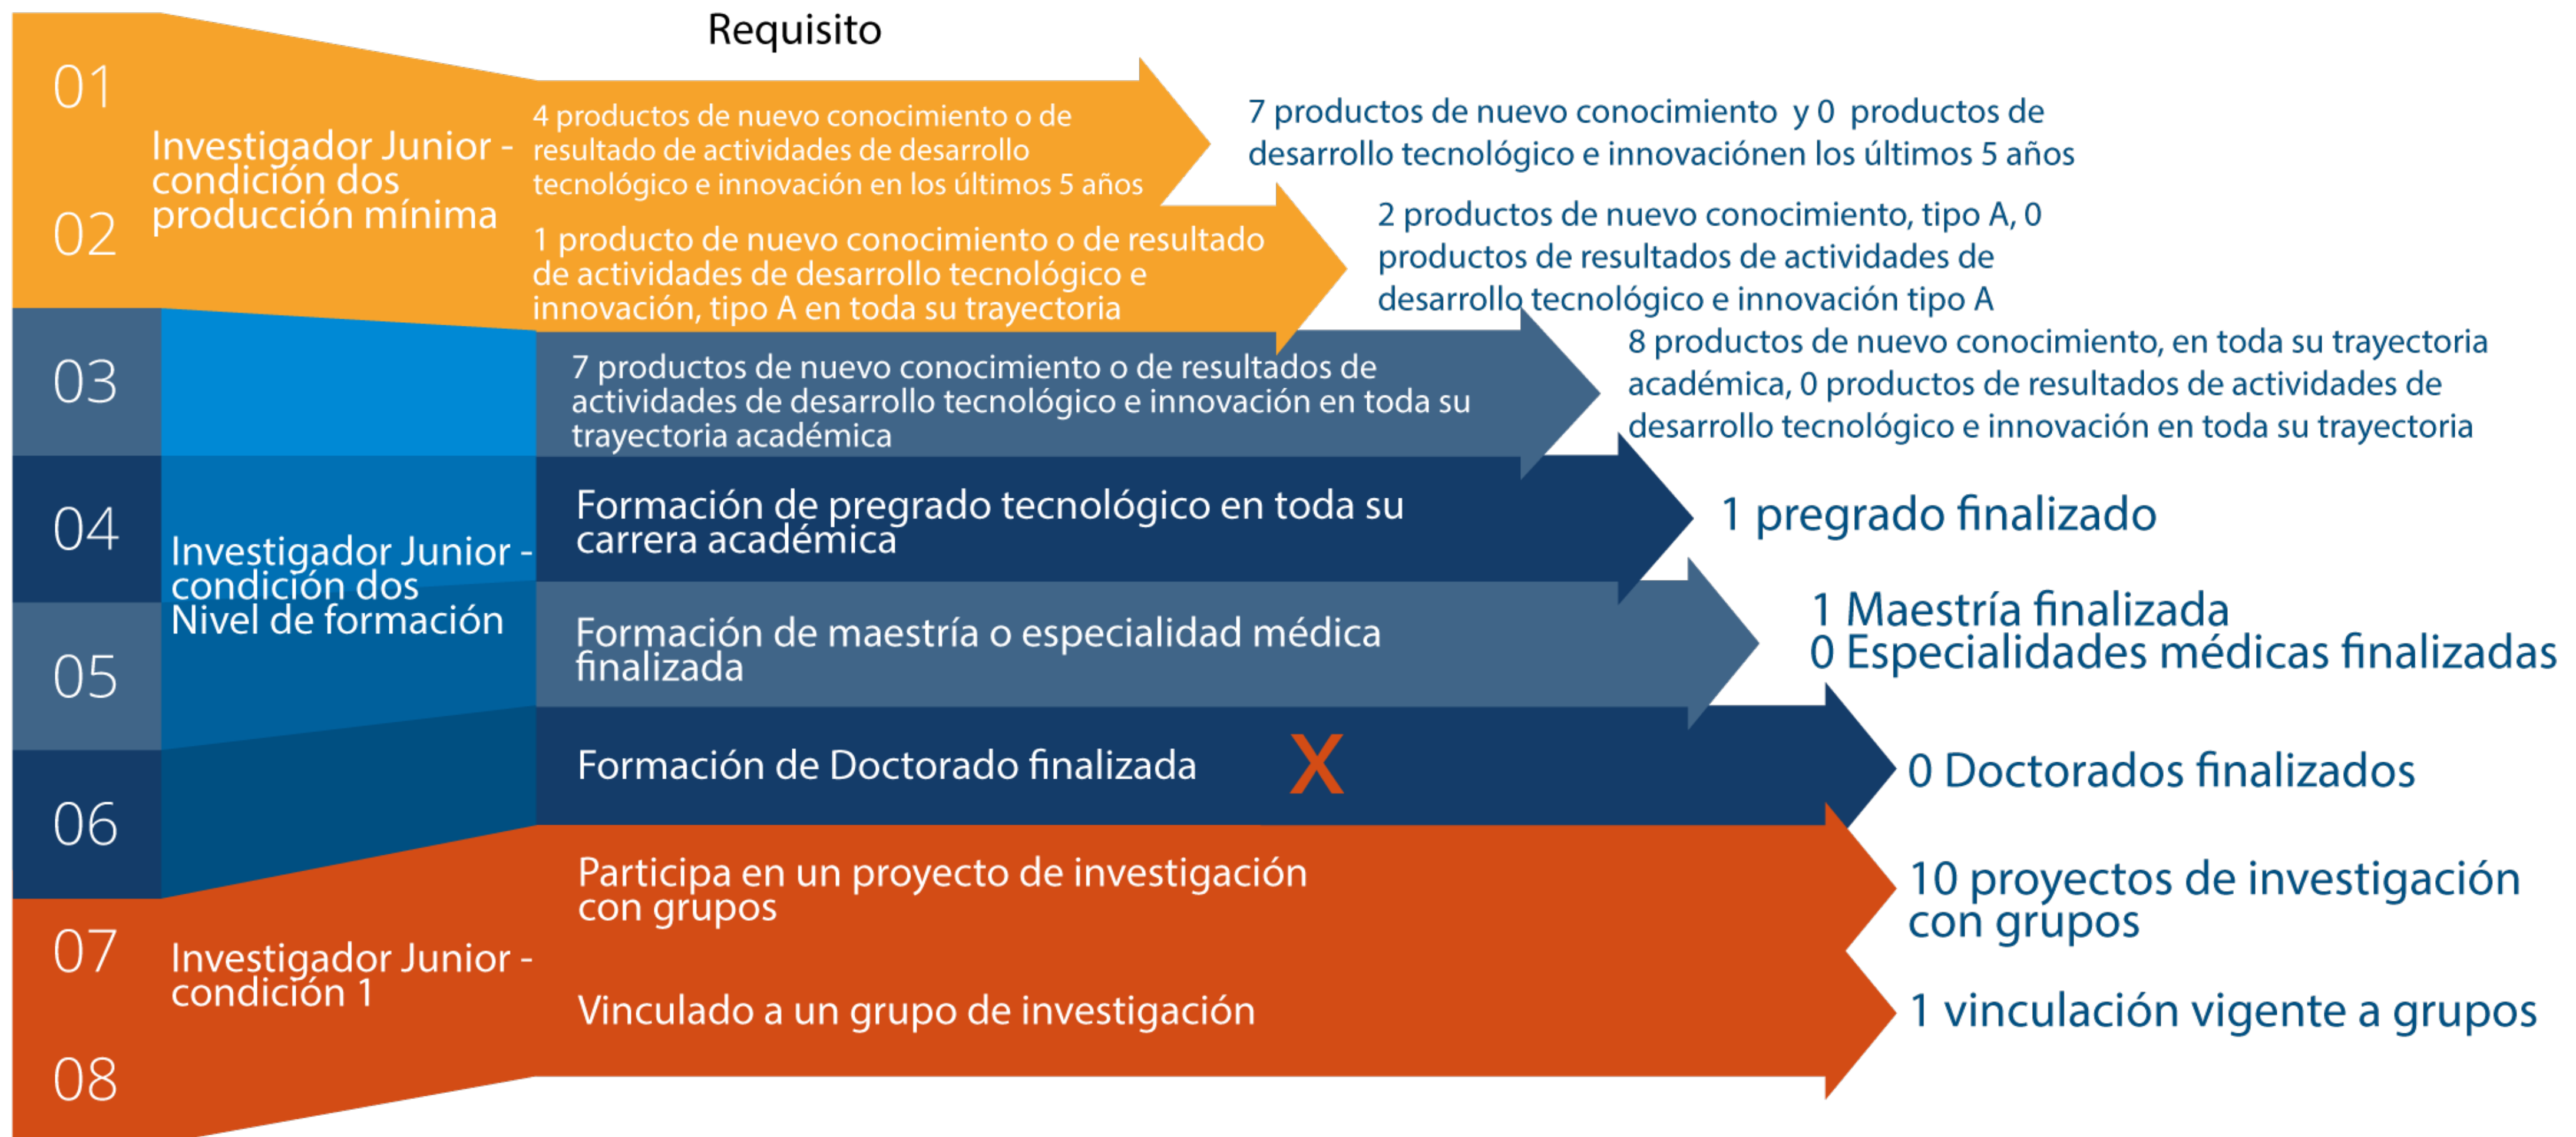 Requisito
01
02
Investigador Junior -
condición dos
producción mínima
4 productos de nuevo conocimiento o de
resultado de actividades de desarrollo
tecnológico e innovación en los últimos 5 años
7 productos de nuevo conocimiento y 0 productos de
desarrollo tecnológico e innovaciónen los últimos 5 años
1 producto de nuevo conocimiento o de resultado
de actividades de desarrollo tecnológico e
innovación, tipo A en toda su trayectoria
2 productos de nuevo conocimiento, tipo A, 0
productos de resultados de actividades de
desarrollo tecnológico e innovación tipo A
03
7 productos de nuevo conocimiento o de resultados de
actividades de desarrollo tecnológico e innovación en toda su
trayectoria académica
8 productos de nuevo conocimiento, en toda su trayectoria
académica, 0 productos de resultados de actividades de
desarrollo tecnológico e innovación en toda su trayectoria
04
05
06
Investigador Junior -
condición dos
Nivel de formación
Formación de pregrado tecnológico en toda su
carrera académica
1 pregrado finalizado
Formación de maestría o especialidad médica
finalizada
1 Maestría finalizada
0 Especialidades médicas finalizadas
Formación de Doctorado finalizada X
0 Doctorados finalizados
07
08
Investigador Junior -
condición 1
Participa en un proyecto de investigación
con grupos
10 proyectos de investigación
con grupos
Vinculado a un grupo de investigación
1 vinculación vigente a grupos